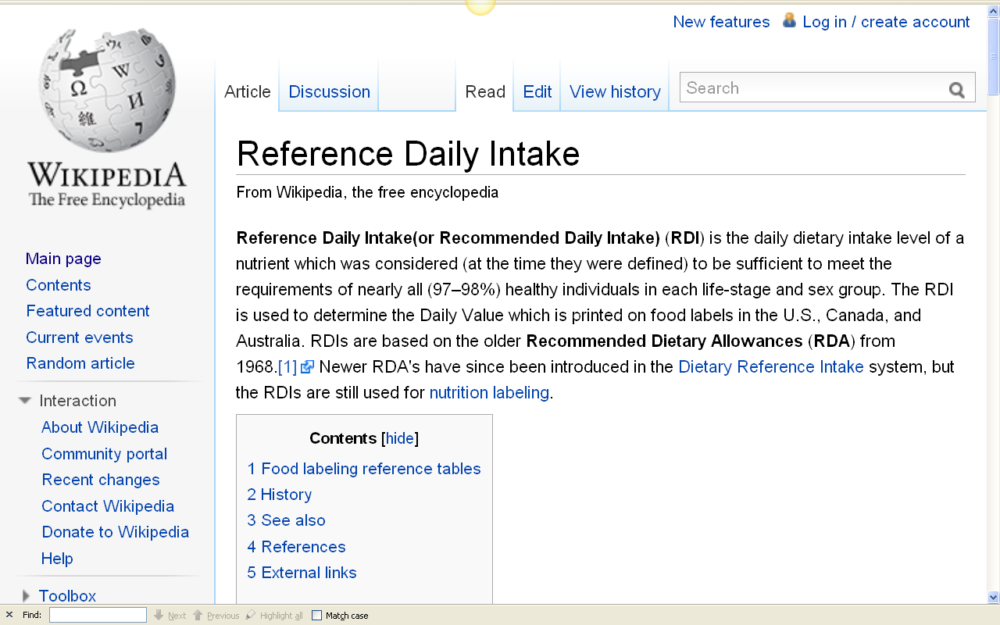 New features Log in / create account
Article Discussion Read Edit View history Search
Ω W И 維 7
WIKIPEDIA
The Free Encyclopedia
Main page
Contents
Featured content
Current events
Random article
Interaction
About Wikipedia
Community portal
Recent changes
Contact Wikipedia
Donate to Wikipedia
Help
Toolbox
Reference Daily Intake
From Wikipedia, the free encyclopedia
Reference Daily Intake(or Recommended Daily Intake) (RDI) is the daily dietary intake level of a
nutrient which was considered (at the time they were defined) to be sufficient to meet the
requirements of nearly all (97–98%) healthy individuals in each life-stage and sex group. The RDI
is used to determine the Daily Value which is printed on food labels in the U.S., Canada, and
Australia. RDIs are based on the older Recommended Dietary Allowances (RDA) from
1968.[1] Newer RDA's have since been introduced in the Dietary Reference Intake system, but
the RDIs are still used for nutrition labeling.
Contents [hide]
1 Food labeling reference tables
2 History
3 See also
4 References
5 External links
Find: Next Previous Highlight all Match case